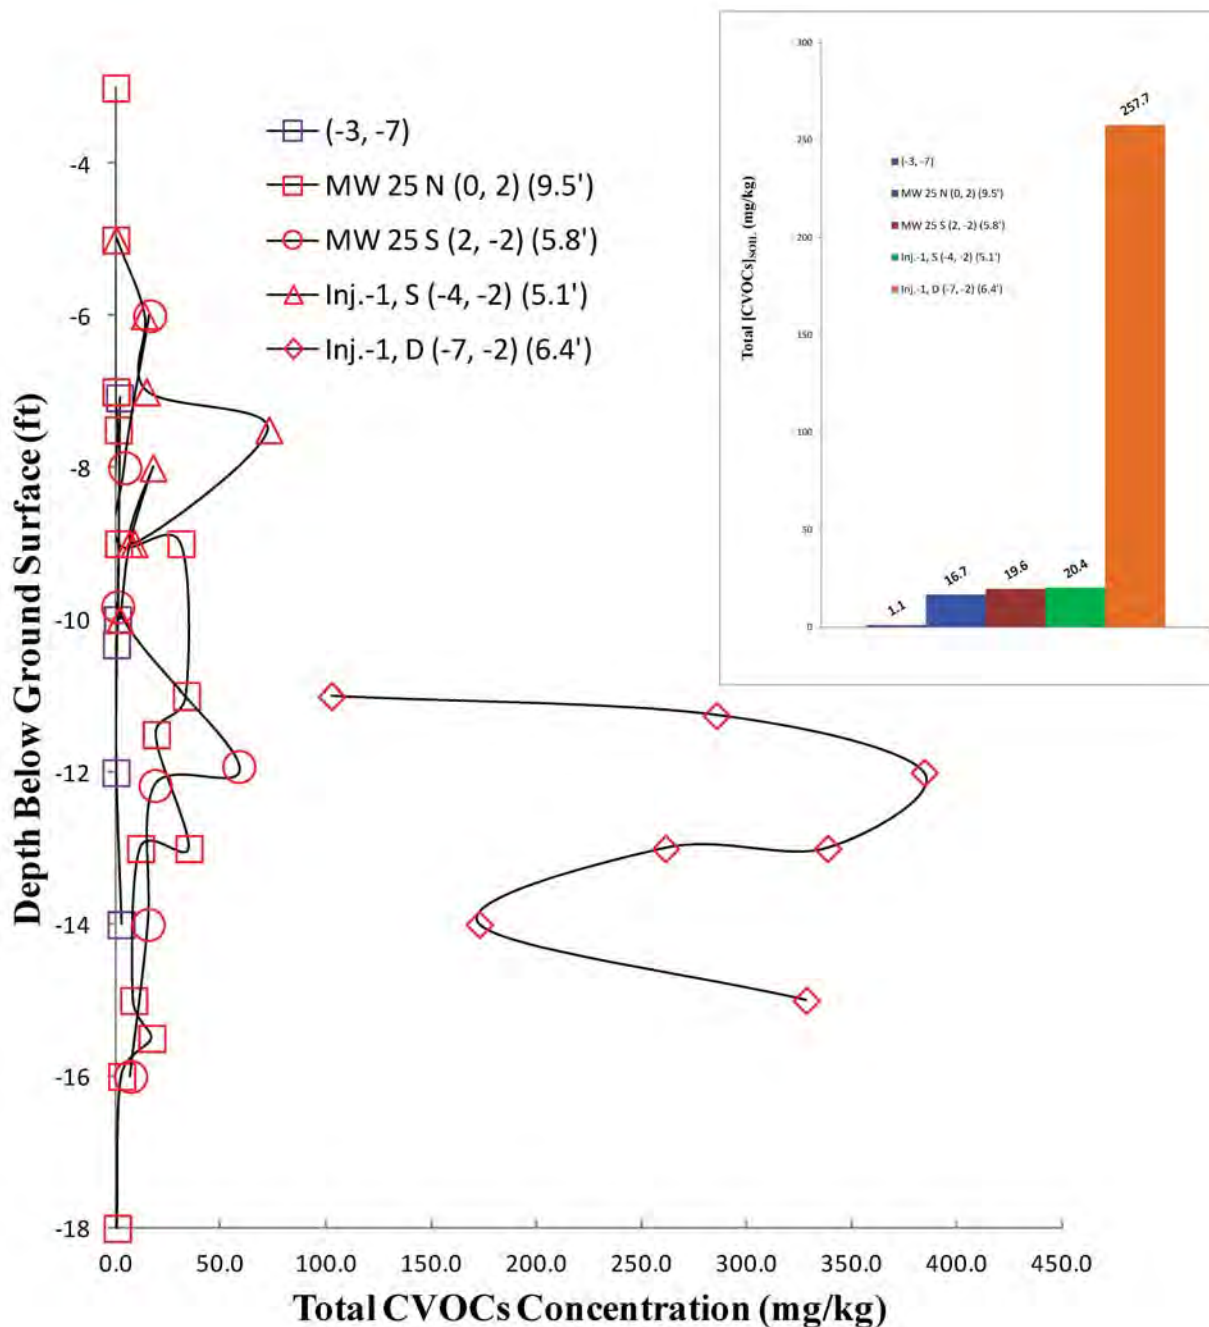 (-3, -7)
MW 25 N (0, 2) (9.5')
MW 25 S (2, -2) (5.8')
Inj.-1, S (-4, -2) (5.1')
Inj.-1, D (-7, -2) (6.4')
Depth Below Ground Surface (ft)
-4
-6
-8
-10
-12
-14
-16
-18
0.0
50.0
100.0
150.0
200.0
250.0
300.0
350.0
400.0
450.0
Total CVOCs Concentration (mg/kg)
Total [CVOCs]SOIL (mg/kg)
300
250
200
150
100
50
0
(-3, -7)
MW 25 N (0, 2) (9.5')
MW 25 S (2, -2) (5.8')
Inj.-1, S (-4, -2) (5.1')
Inj.-1, D (-7, -2) (6.4')
1.1
16.7
19.6
20.4
257.7